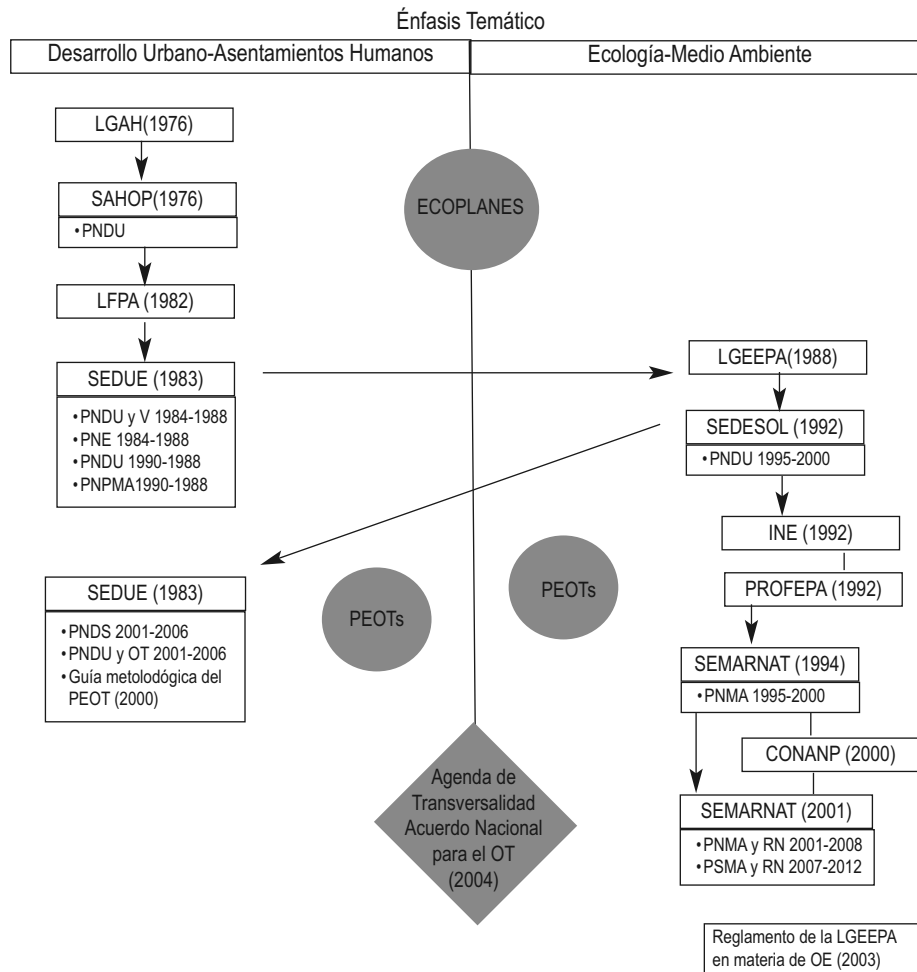 Énfasis Temático
Desarrollo Urbano-Asentamientos Humanos
Ecología-Medio Ambiente
LGAH(1976)
SAHOP(1976)
•PNDU
LFPA (1982)
SEDUE (1983)
•PNDU y V 1984-1988
•PNE 1984-1988
•PNDU 1990-1988
•PNPMA1990-1988
SEDUE (1983)
•PNDS 2001-2006
•PNDU y OT 2001-2006
•Guía metolodógica del
PEOT (2000)
ECOPLANES
PEOTs
PEOTs
Agenda de
Transversalidad
Acuerdo Nacional
para el OT
(2004)
LGEEPA(1988)
SEDESOL (1992)
•PNDU 1995-2000
INE (1992)
PROFEPA (1992)
SEMARNAT (1994)
•PNMA 1995-2000
CONANP (2000)
SEMARNAT (2001)
•PNMA y RN 2001-2008
•PSMA y RN 2007-2012
Reglamento de la LGEEPA
en materia de OE (2003)